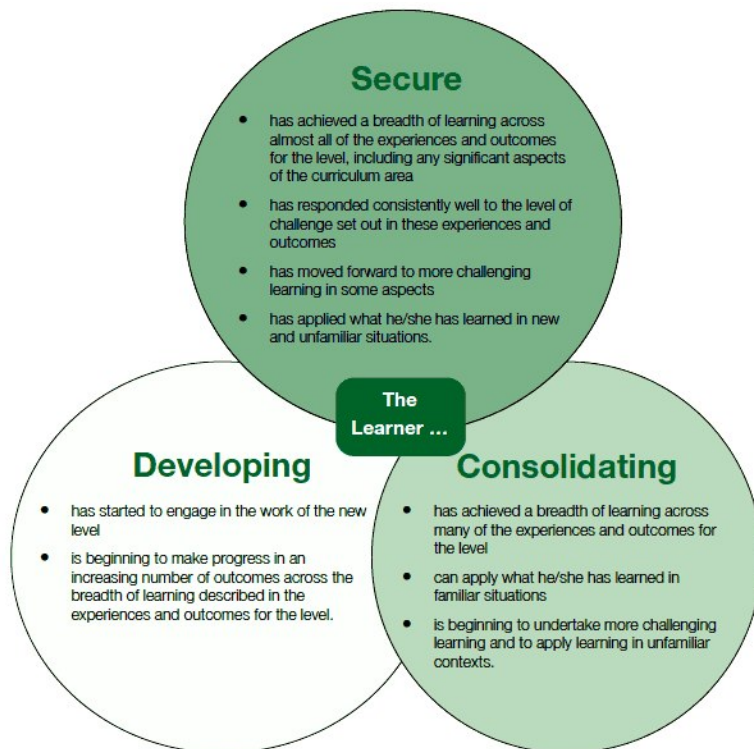 Secure
• has achieved a breadth of learning across
almost all of the experiences and outcomes
for the level, including any significant aspects
of the curriculum area
• has responded consistently well to the level of
challenge set out in these experiences and
outcomes
• has moved forward to more challenging
learning in some aspects
• has applied what he/she has learned in new
and unfamiliar situations.
The
Learner ...
Developing
• has started to engage in the work of the new
level
• is beginning to make progress in an
increasing number of outcomes across the
breadth of learning described in the
experiences and outcomes for the level.
Consolidating
• has achieved a breadth of learning across
many of the experiences and outcomes for
the level
• can apply what he/she has learned in
familiar situations
• is beginning to undertake more challenging
learning and to apply learning in unfamiliar
contexts.